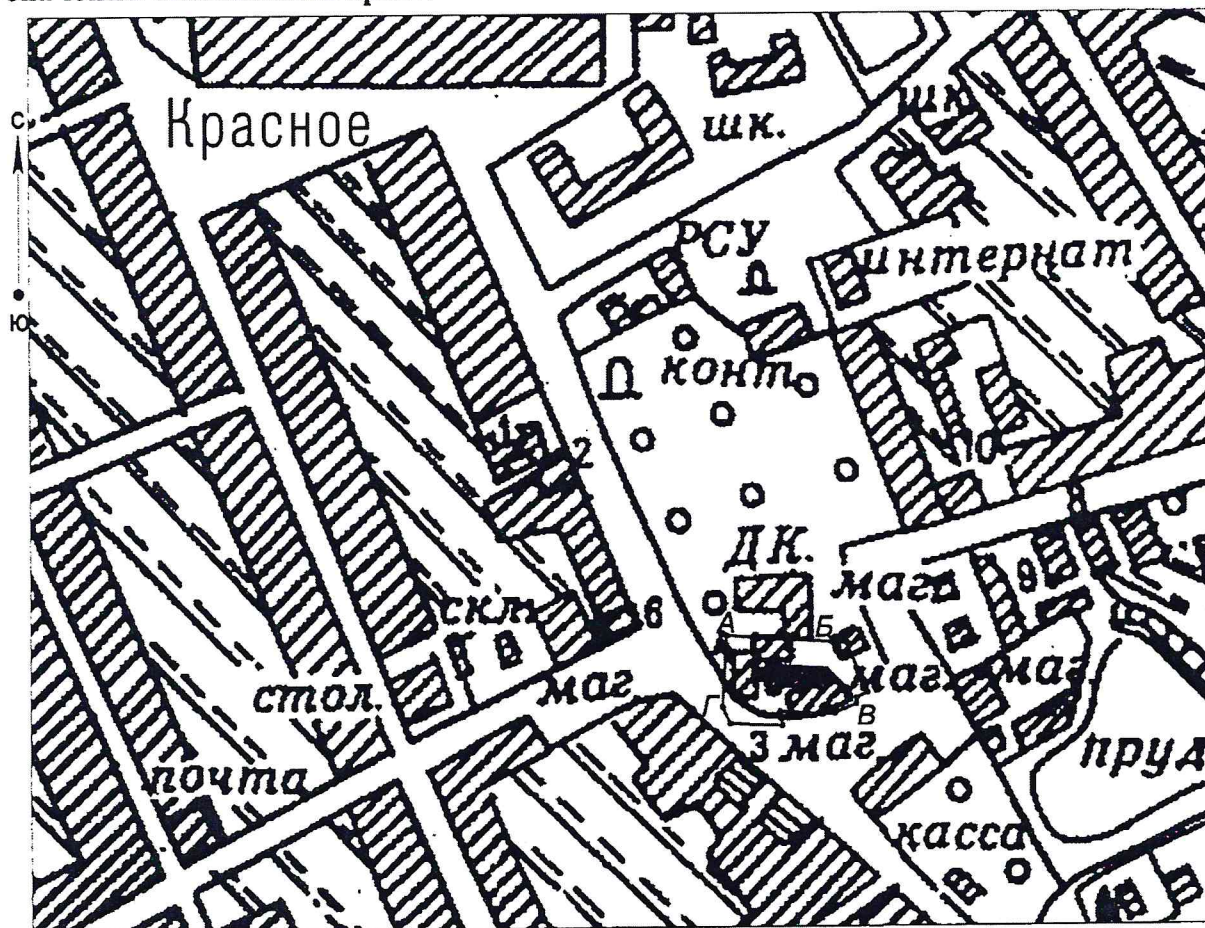 шк.
шк
С
Красное
РСУ
интернат
Д
конт
П
2
10
ДК.
маг
9
А
Б
скл.
6
маг.
маг
стол.
маг
Г
В
3 маг
почта
пруд
касса
Ю